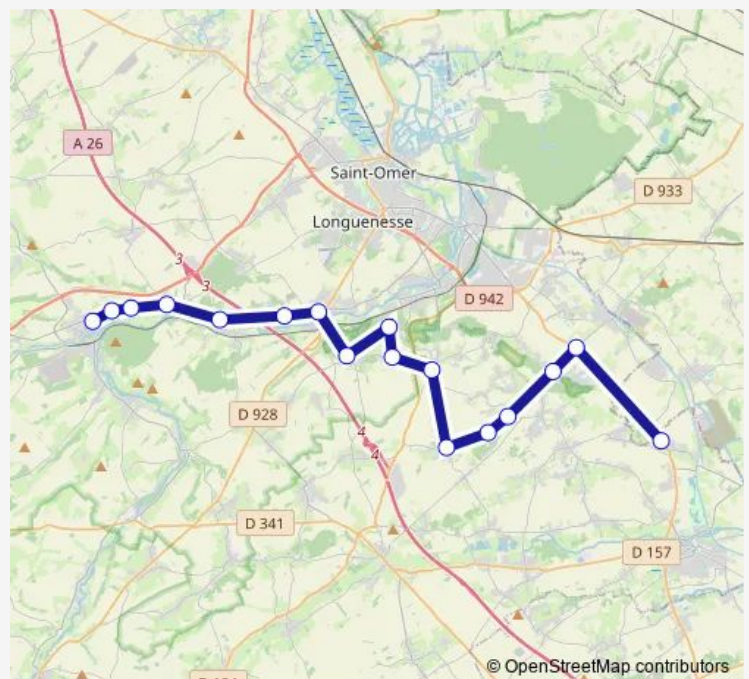 A 26
Saint-Omer
D 933
Longuenesse
3
3
D 942
D 928
4
4
D 341
D 157
© OpenStreetMap contributors